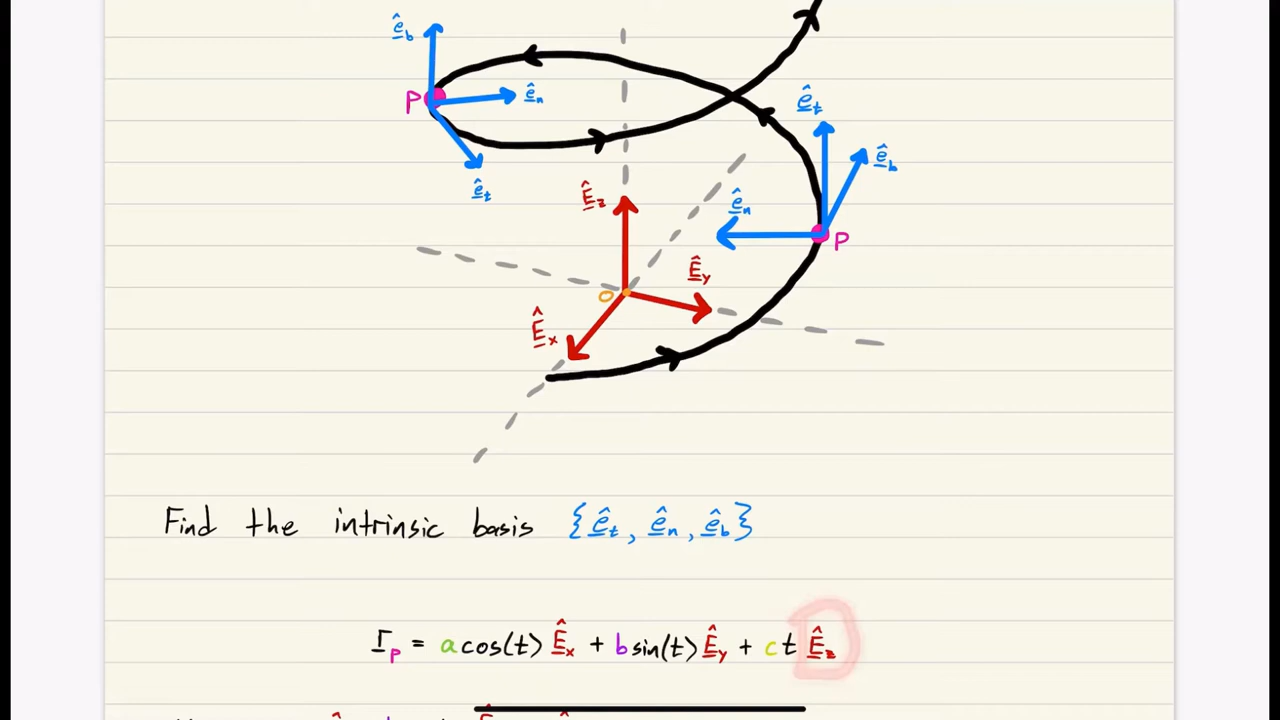 ê_b
P
ê_n
ê_t
ê_t
ê_b
ê_n
P
Ê_z
Ê_y
O
Ê_x
Find the intrinsic basis {ê_t, ê_n, ê_b}
r_P = a cos(t) Ê_x + b sin(t) Ê_y + c t Ê_z